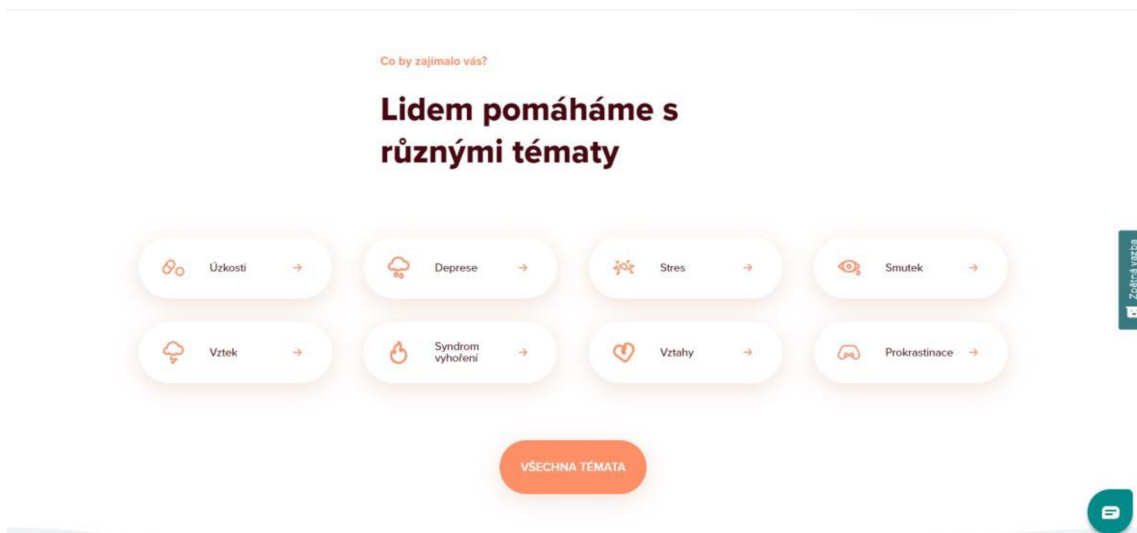 Co by zajímalo vás?
Lidem pomáháme s
různými tématy
Úzkosti
Deprese
Stres
Smutek
Vztek
Syndrom
vyhoření
Vztahy
Prokrastinace
VŠECHNA TÉMATA
Zpětná vazba